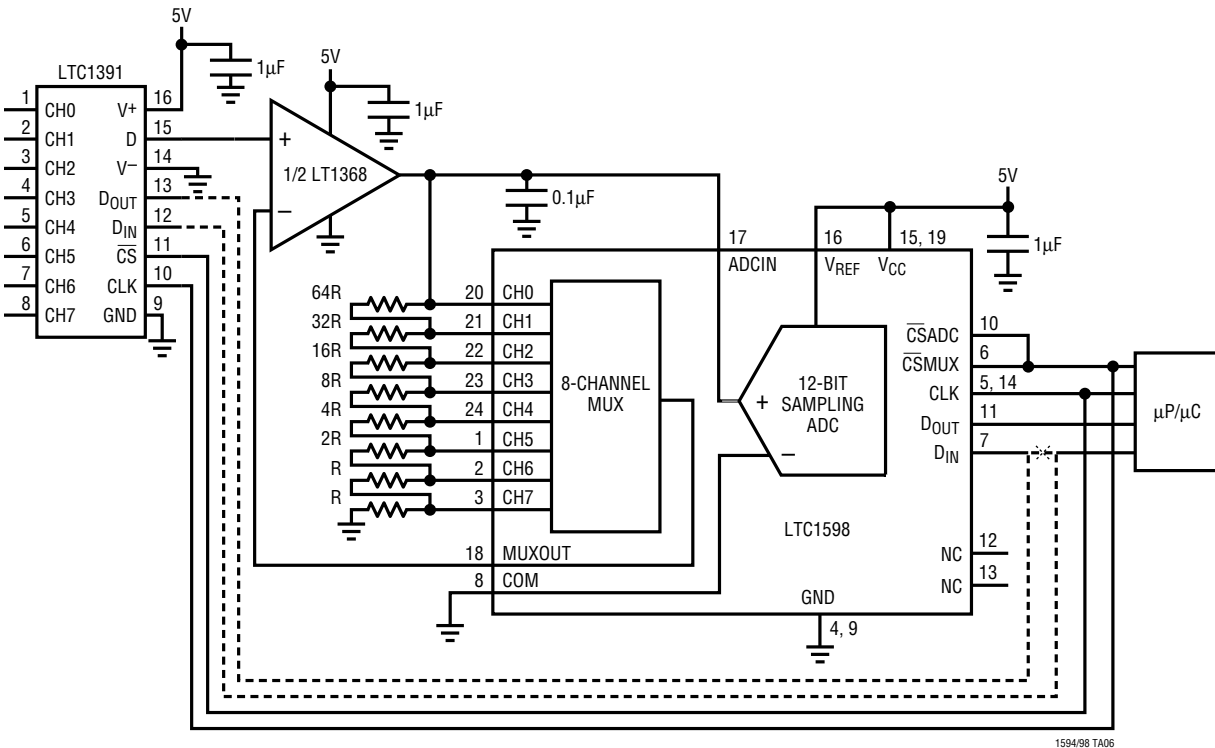 5V
1µF
LTC1391
1 CH0
2 CH1
3 CH2
4 CH3
5 CH4
6 CH5
7 CH6
8 CH7
V+ 16
D 15
V– 14
DOUT 13
DIN 12
CS 11
CLK 10
GND 9
5V
1µF
+
1/2 LT1368
–
0.1µF
5V
1µF
17
ADCIN
16
VREF
15, 19
VCC
64R
32R
16R
8R
4R
2R
R
R
20 CH0
21 CH1
22 CH2
23 CH3
24 CH4
1 CH5
2 CH6
3 CH7
18 MUXOUT
8 COM
8-CHANNEL
MUX
+
12-BIT
SAMPLING
ADC
–
CSADC 10
CSMUX 6
CLK 5, 14
DOUT 11
DIN 7
µP/µC
LTC1598
NC 12
NC 13
GND
4, 9
1594/98 TA06